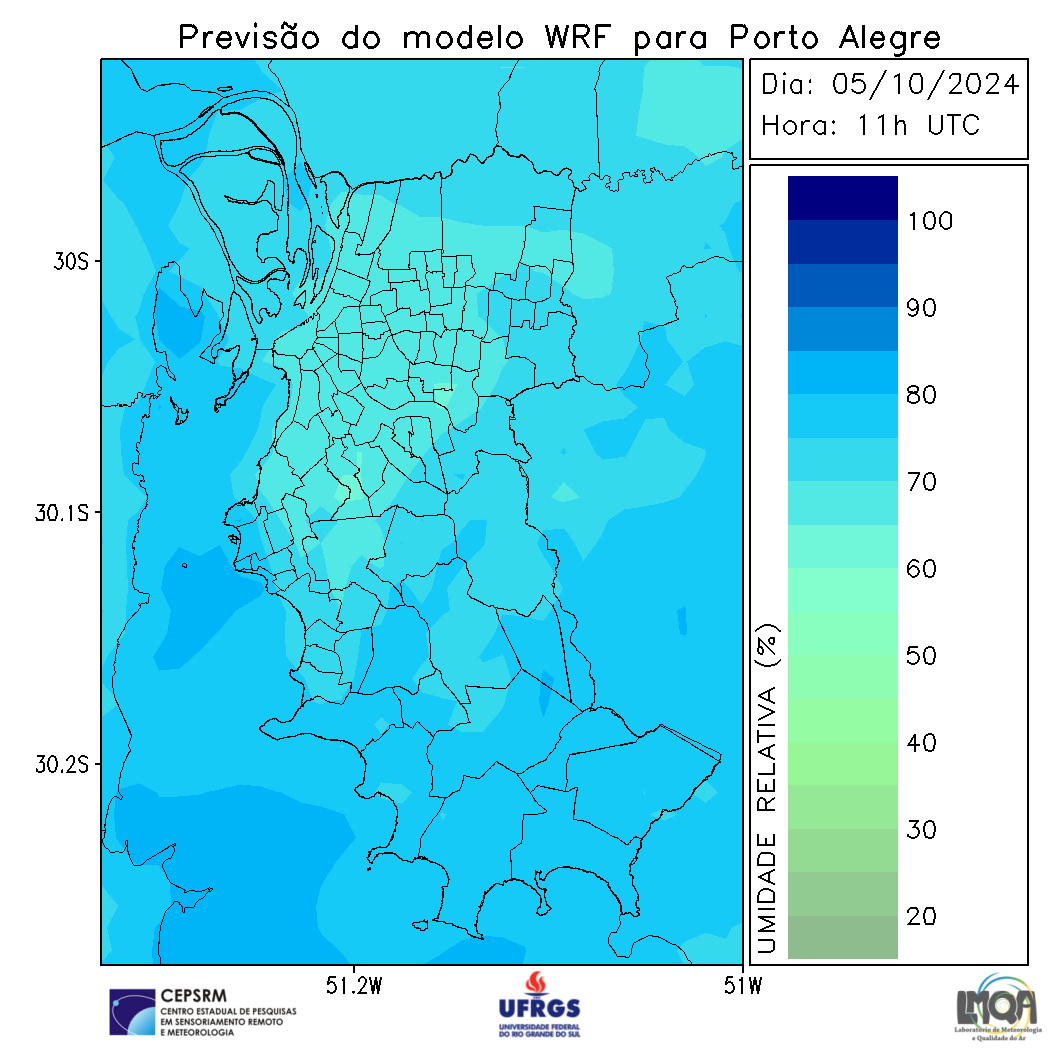 Previsão do modelo WRF para Porto Alegre
Dia: 05/10/2024
Hora: 11h UTC
100
90
80
70
60
50
40
30
20
UMIDADE RELATIVA (%)
30S
30.1S
30.2S
51.2W
51W
CEPSRM
CENTRO ESTADUAL DE PESQUISAS
EM SENSORIAMENTO REMOTO
E METEOROLOGIA
UFRGS
UNIVERSIDADE FEDERAL
DO RIO GRANDE DO SUL
LMQA
Laboratório de Meteorologia
e Qualidade do Ar